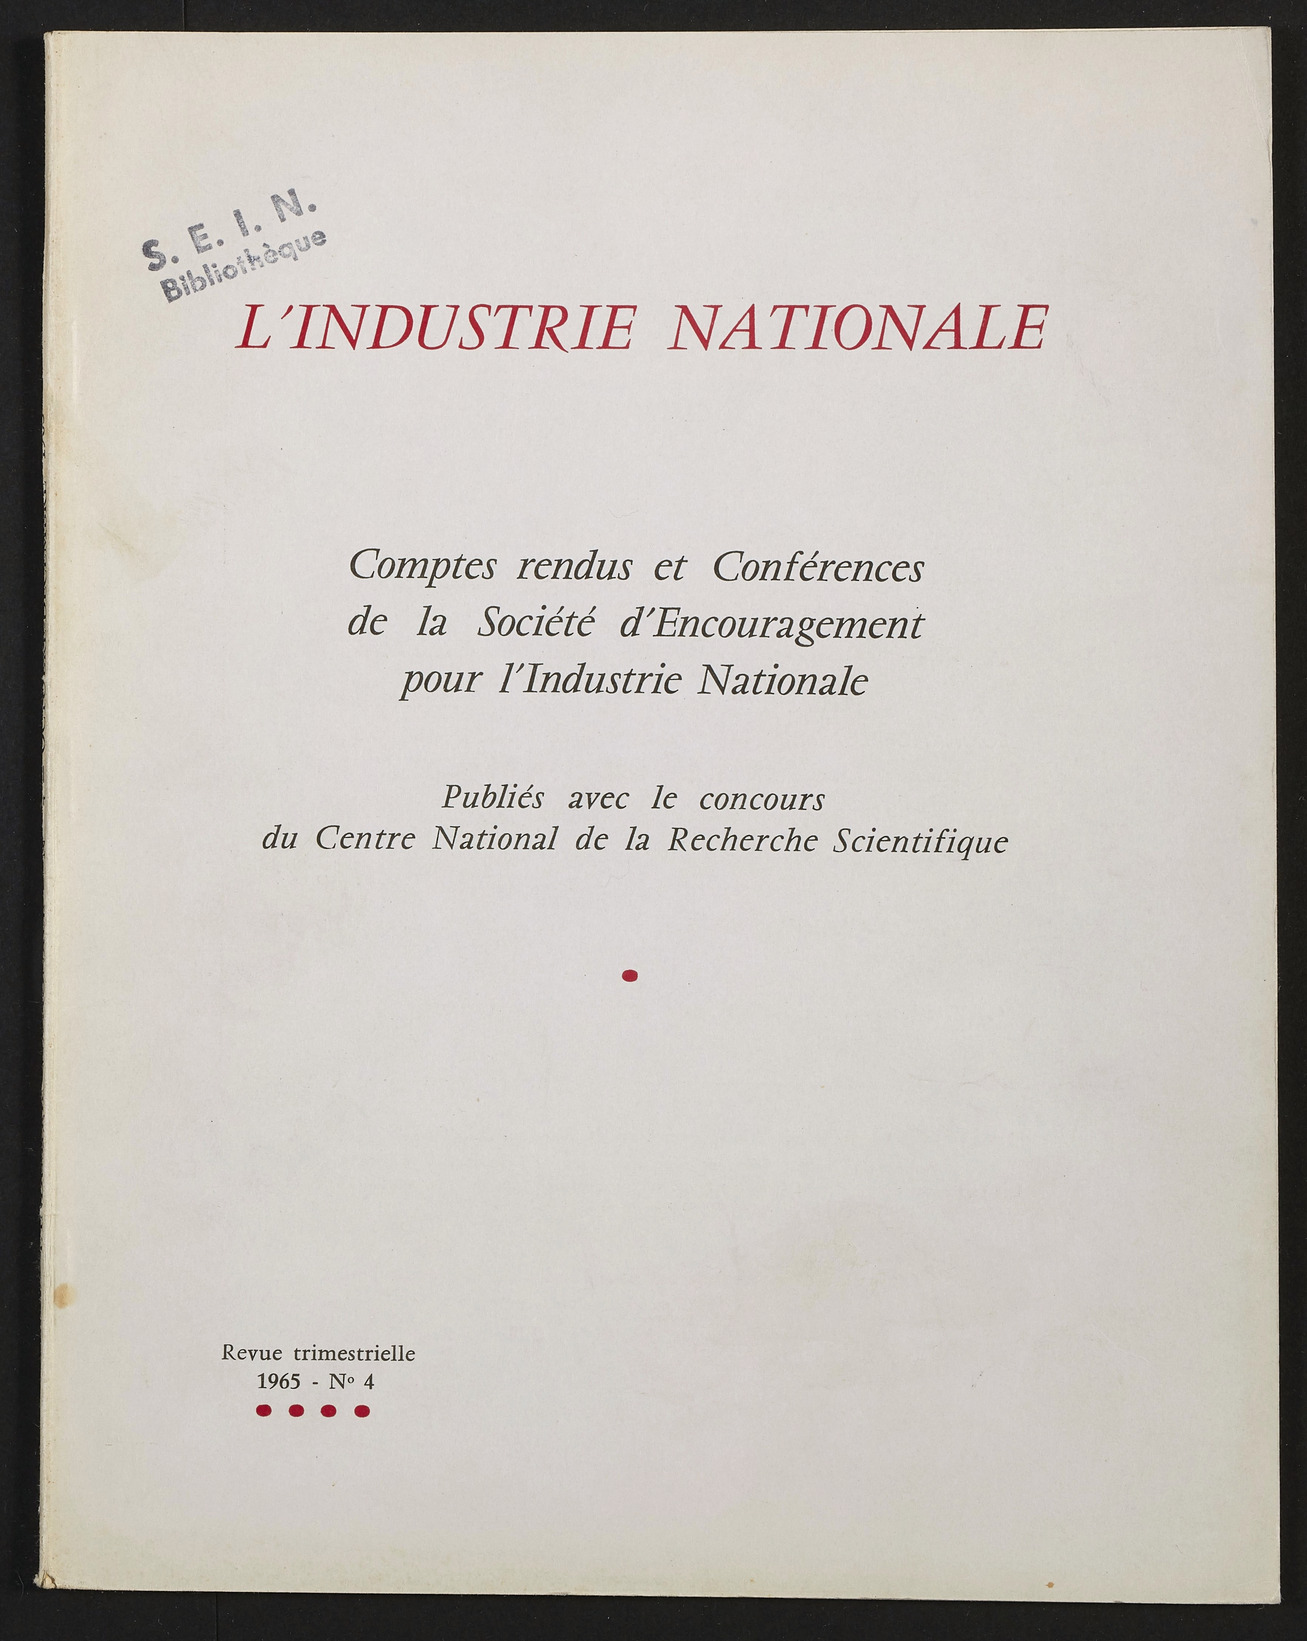 S. E. I. N.
Bibliothèque
L'INDUSTRIE NATIONALE
Comptes rendus et Conférences
de la Société d'Encouragement
pour l'Industrie Nationale
Publiés avec le concours
du Centre National de la Recherche Scientifique
Revue trimestrielle
1965 - Nº 4